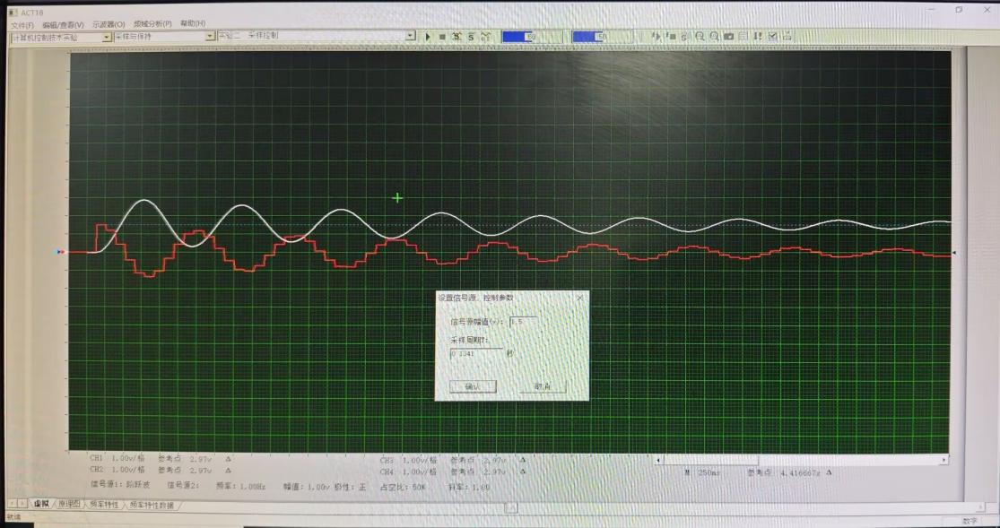 ACT10
文件(F) 编辑/查看(V) 示波器(O) 频域分析(P) 帮助(H)
计算机控制技术实验 采样与保持 实验二 采样控制
设置信号源、控制参数
信号源幅值(v): 1.5
采样周期T:
0.1341 秒
确认 取消
CH1 1.00v/格 参考点 2.97v Δ CH3 1.00v/格 参考点 2.97v Δ
CH2 1.00v/格 参考点 2.97v Δ CH4 1.00v/格 参考点 2.97v Δ
M 250ms 参考点 4.416667z Δ
信号源1: 阶跃波 信号源2: 频率: 1.00Hz 幅值: 1.00v 极性: 正 占空比: 50% 斜率: 1.00
虚拟 原理图 频率特性 频率特性数据
就绪 数字